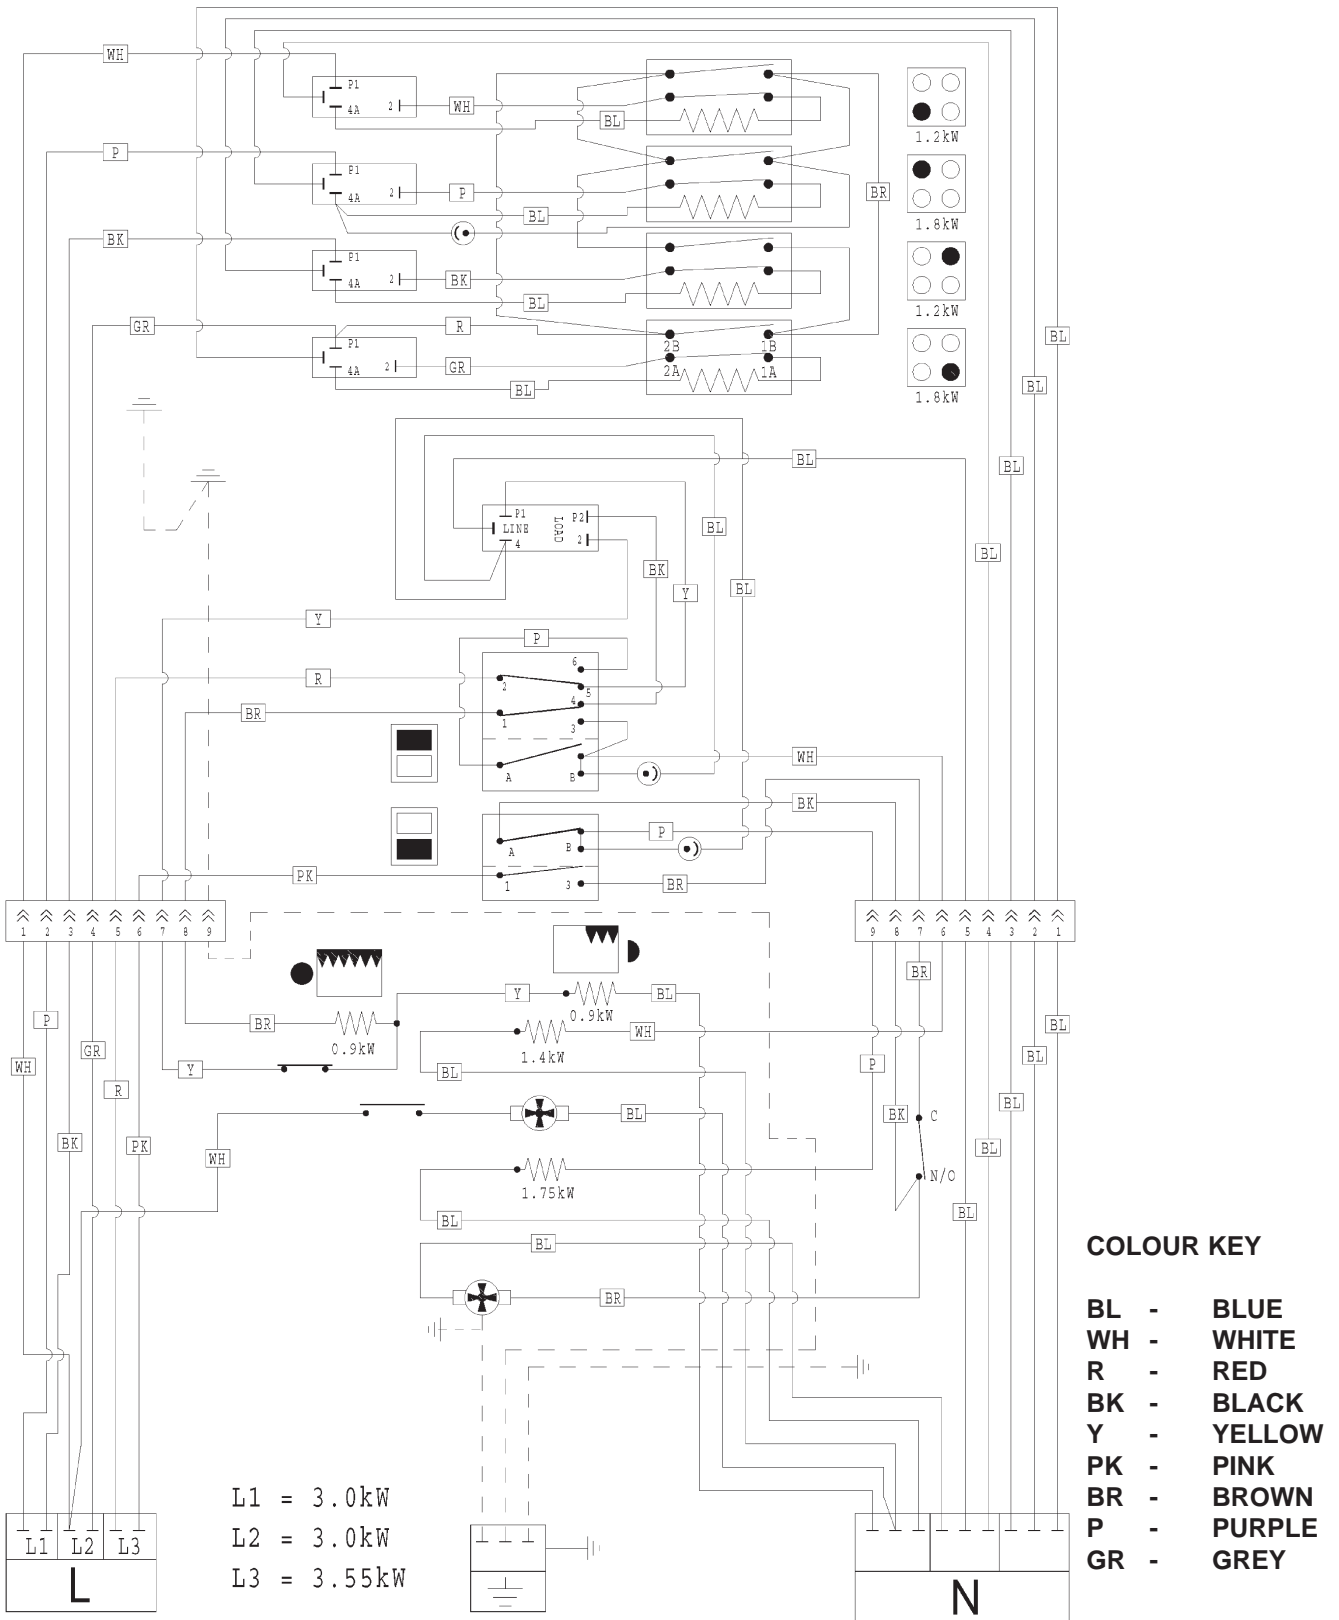 WH
P1
4A
2
WH
BL
1.2kW
P
P1
4A
2
P
BL
BR
1.8kW
BK
P1
4A
2
BK
BL
1.2kW
GR
R
P1
4A
2
GR
BL
2B
1B
2A
1A
1.8kW
BL
BL
BL
BL
BL
P1
LINE
4
LOAD
P2
2
BL
BL
BK
Y
Y
P
R
6
2
5
4
BR
1
3
WH
A
B
BK
P
A
B
PK
1
3
BR
1 2 3 4 5 6 7 8 9
9 8 7 6 5 4 3 2 1
BR
P
Y
BL
0.9kW
BR
WH
BL
GR
0.9kW
1.4kW
BL
WH
Y
BL
P
R
BL
BL
BK
C
BK
PK
BL
WH
1.75kW
N/O
BL
BL
BL
BR
COLOUR KEY
BL - BLUE
WH - WHITE
R - RED
BK - BLACK
Y - YELLOW
PK - PINK
BR - BROWN
P - PURPLE
GR - GREY
L1 = 3.0kW
L2 = 3.0kW
L3 = 3.55kW
L1 L2 L3
L
N